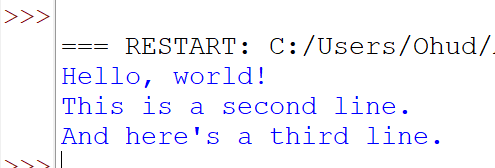 >>>
=== RESTART: C:/Users/Ohud/
Hello, world!
This is a second line.
And here's a third line.
>>>